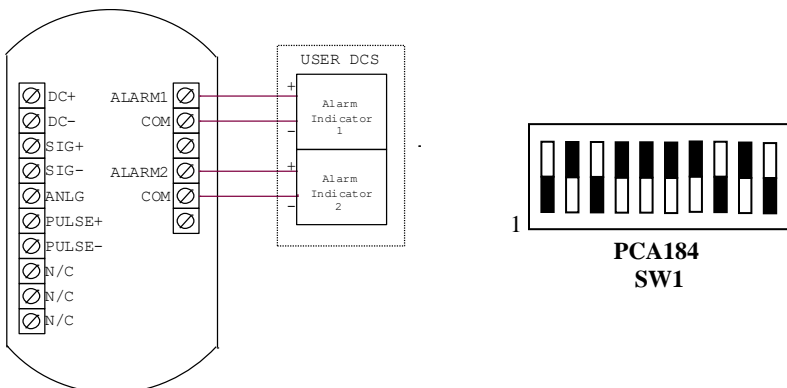 USER DCS
DC+
DC-
SIG+
SIG-
ANLG
PULSE+
PULSE-
N/C
N/C
N/C
ALARM1
COM
ALARM2
COM
+
Alarm
Indicator
1
−
+
Alarm
Indicator
2
−
1
PCA184
SW1